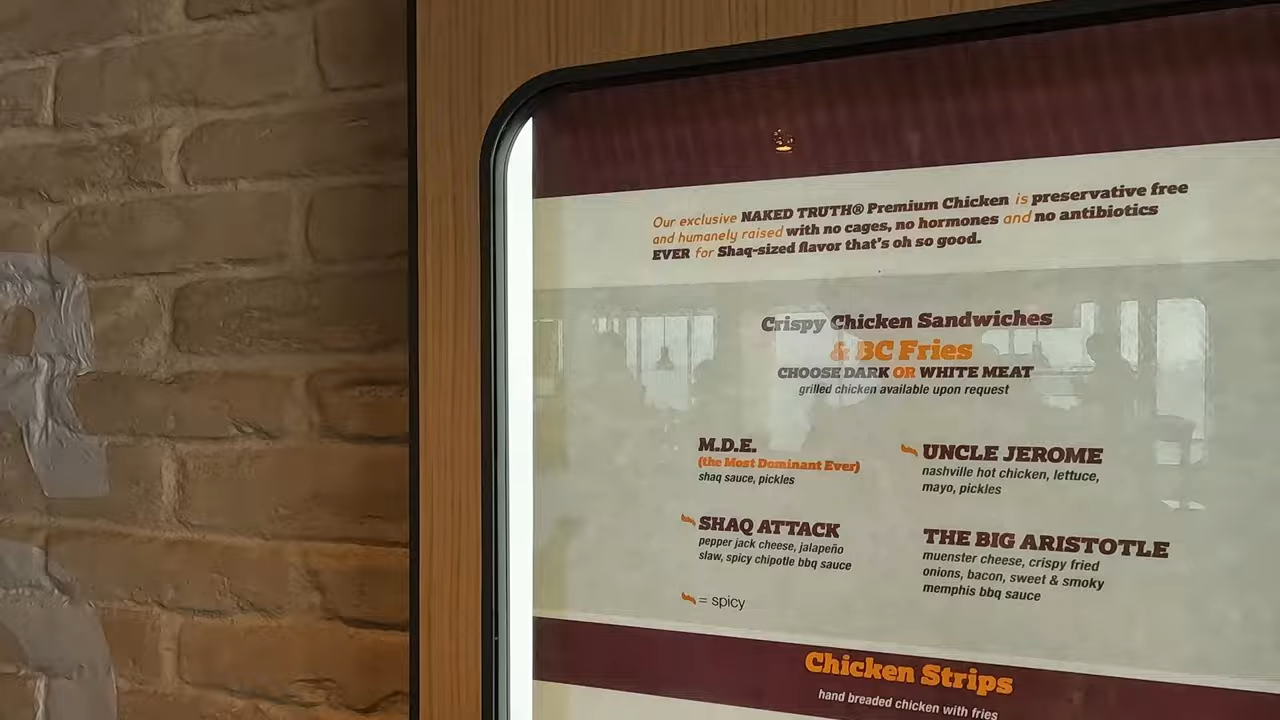 Our exclusive NAKED TRUTH® Premium Chicken is preservative free
and humanely raised with no cages, no hormones and no antibiotics
EVER for Shaq-sized flavor that's oh so good.
Crispy Chicken Sandwiches
& BC Fries
CHOOSE DARK OR WHITE MEAT
grilled chicken available upon request
M.D.E.
(the Most Dominant Ever)
shaq sauce, pickles
SHAQ ATTACK
pepper jack cheese, jalapeño
slaw, spicy chipotle bbq sauce
= spicy
UNCLE JEROME
nashville hot chicken, lettuce,
mayo, pickles
THE BIG ARISTOTLE
muenster cheese, crispy fried
onions, bacon, sweet & smoky
memphis bbq sauce
Chicken Strips
hand breaded chicken with fries